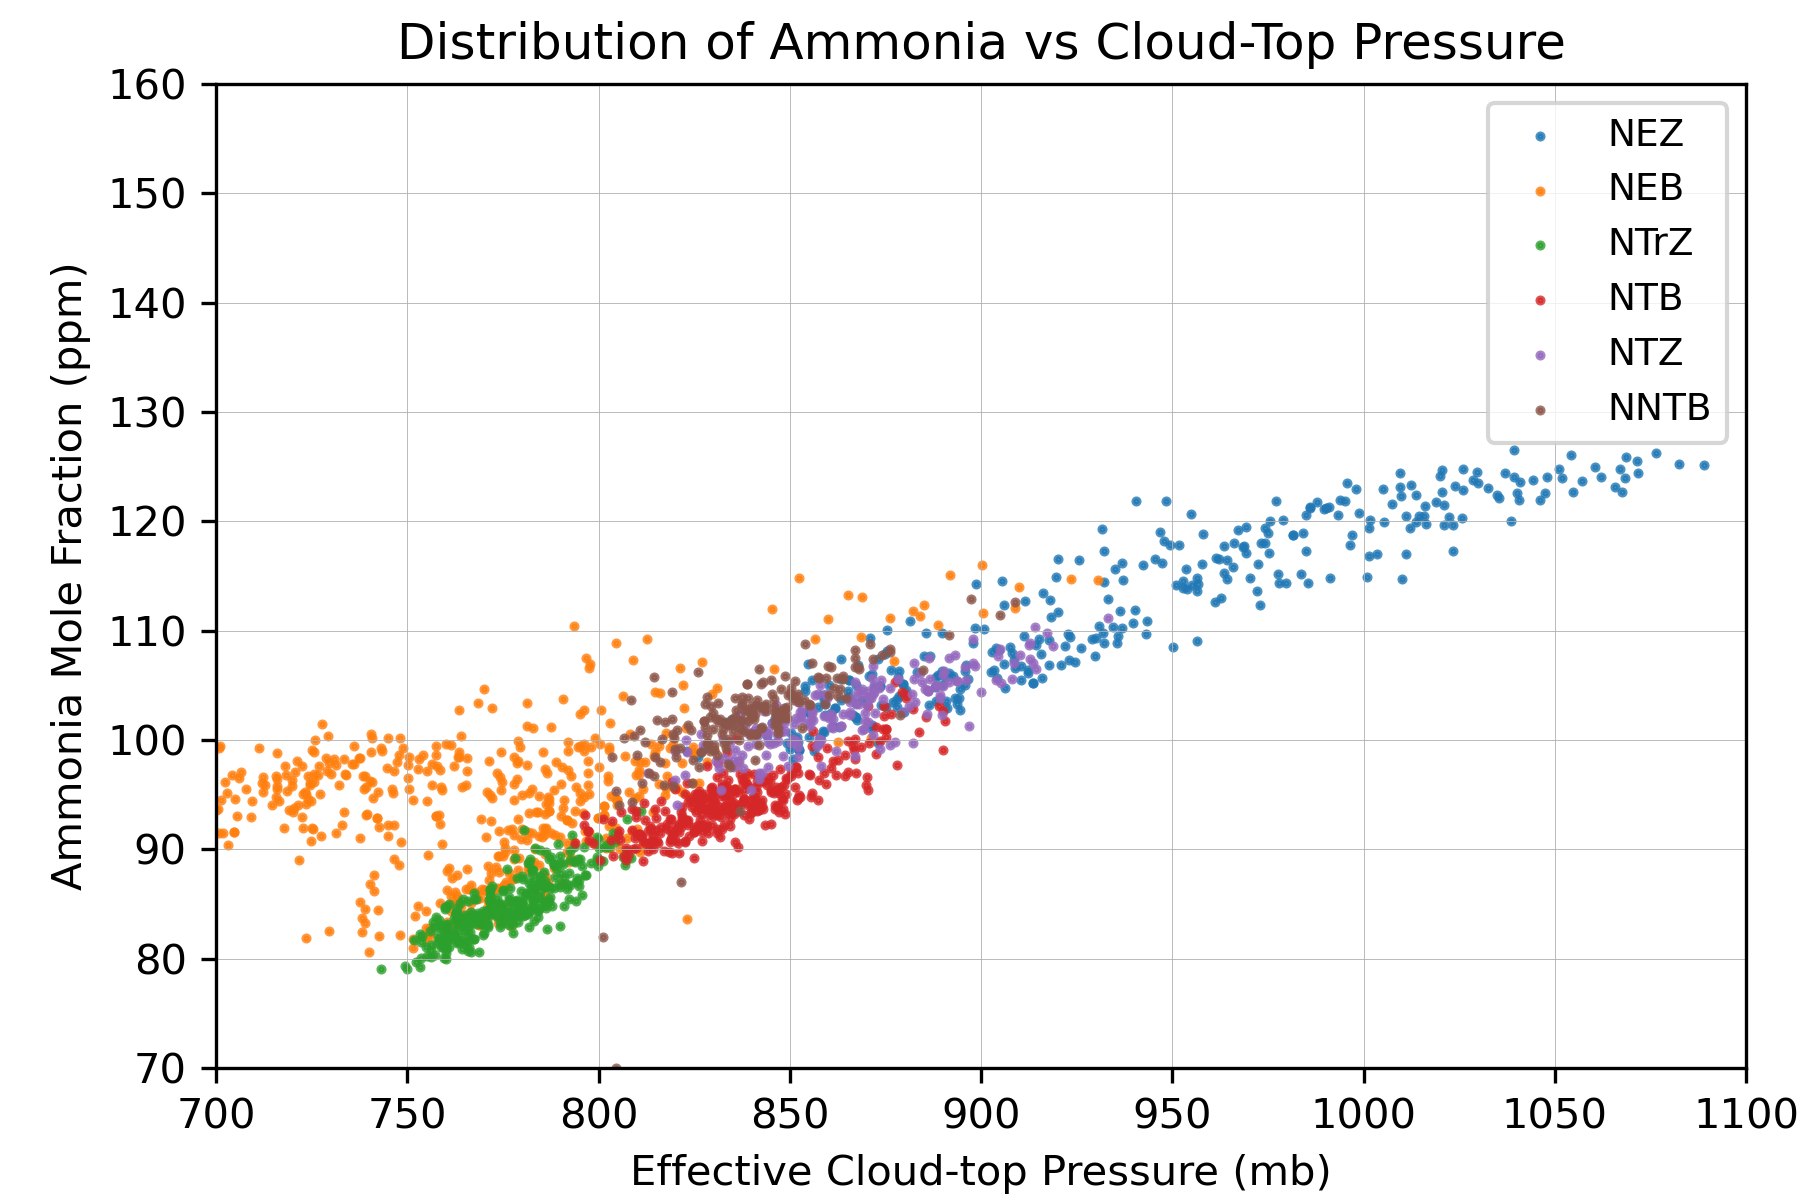 Distribution of Ammonia vs Cloud-Top Pressure
160
150
140
130
120
110
100
90
80
70
Ammonia Mole Fraction (ppm)
NEZ
NEB
NTrZ
NTB
NTZ
NNTB
700 750 800 850 900 950 1000 1050 1100
Effective Cloud-top Pressure (mb)